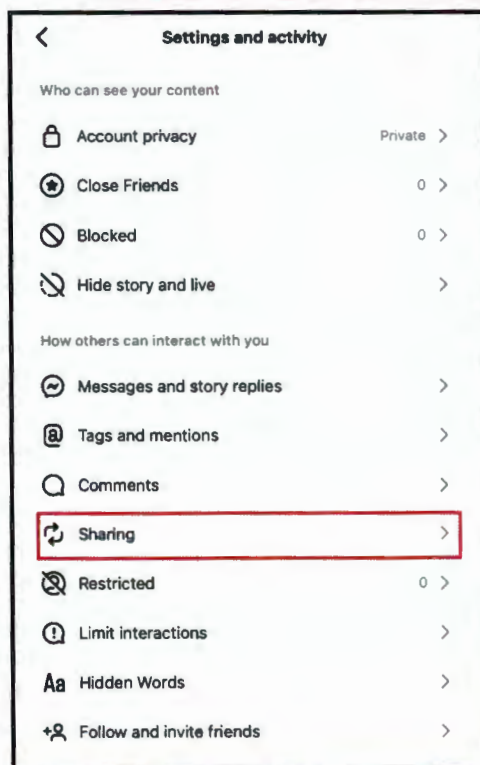 Settings and activity
Who can see your content
Account privacy Private
Close Friends 0
Blocked 0
Hide story and live
How others can interact with you
Messages and story replies
Tags and mentions
Comments
Sharing
Restricted 0
Limit interactions
Aa Hidden Words
Follow and invite friends